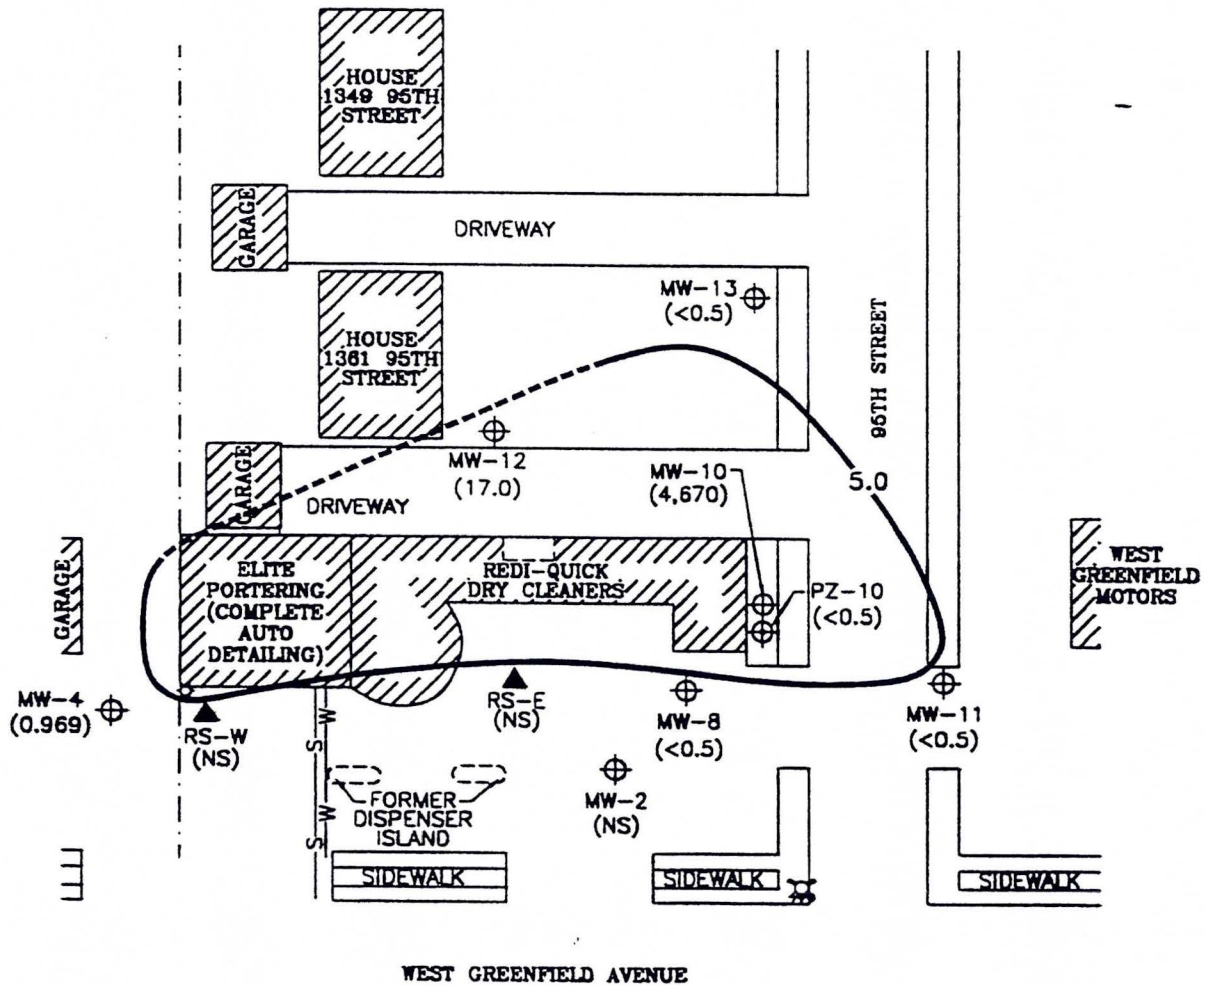 HOUSE
1349 95TH
STREET
GARAGE
DRIVEWAY
MW-13
(<0.5)
HOUSE
1361 95TH
STREET
95TH STREET
MW-12
(17.0)
MW-10
(4,670)
5.0
GARAGE
DRIVEWAY
GARAGE
ELITE
PORTERING
(COMPLETE
AUTO
DETAILING)
REDI-QUICK
DRY CLEANERS
PZ-10
(<0.5)
WEST
GREENFIELD
MOTORS
MW-4
(0.969)
RS-W
(NS)
RS-E
(NS)
MW-8
(<0.5)
MW-11
(<0.5)
W
S
W
S
FORMER
DISPENSER
ISLAND
MW-2
(NS)
SIDEWALK
SIDEWALK
SIDEWALK
WEST GREENFIELD AVENUE